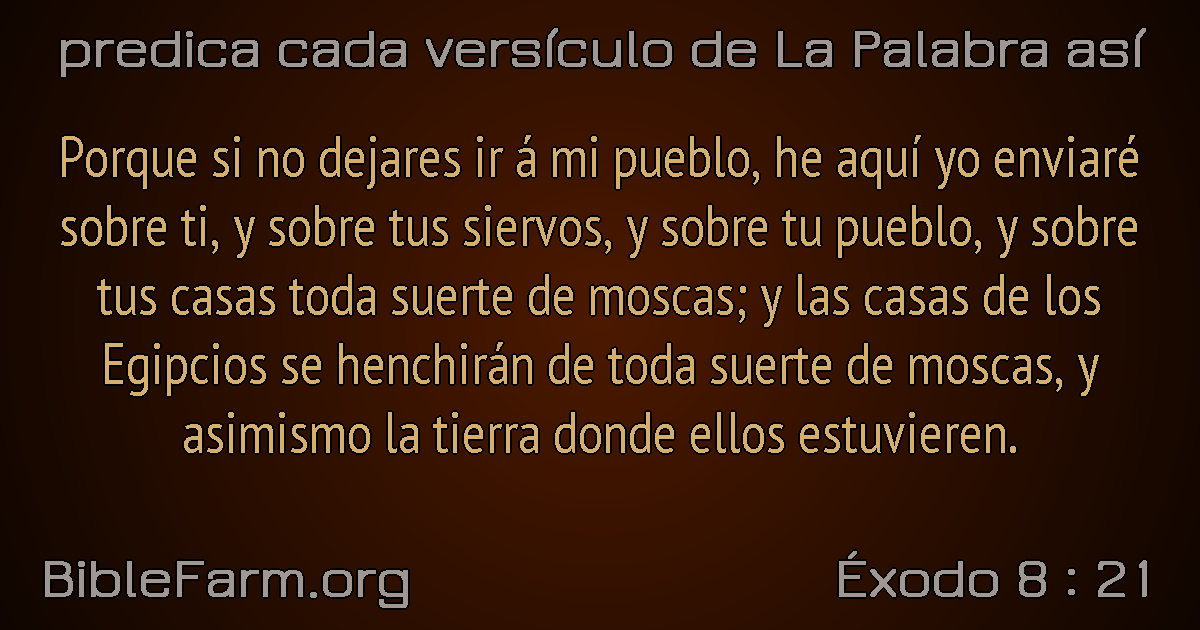 predica cada versículo de La Palabra así
Porque si no dejares ir á mi pueblo, he aquí yo enviaré
sobre ti, y sobre tus siervos, y sobre tu pueblo, y sobre
tus casas toda suerte de moscas; y las casas de los
Egipcios se henchirán de toda suerte de moscas, y
asimismo la tierra donde ellos estuvieren.
BibleFarm.org
Éxodo 8 : 21